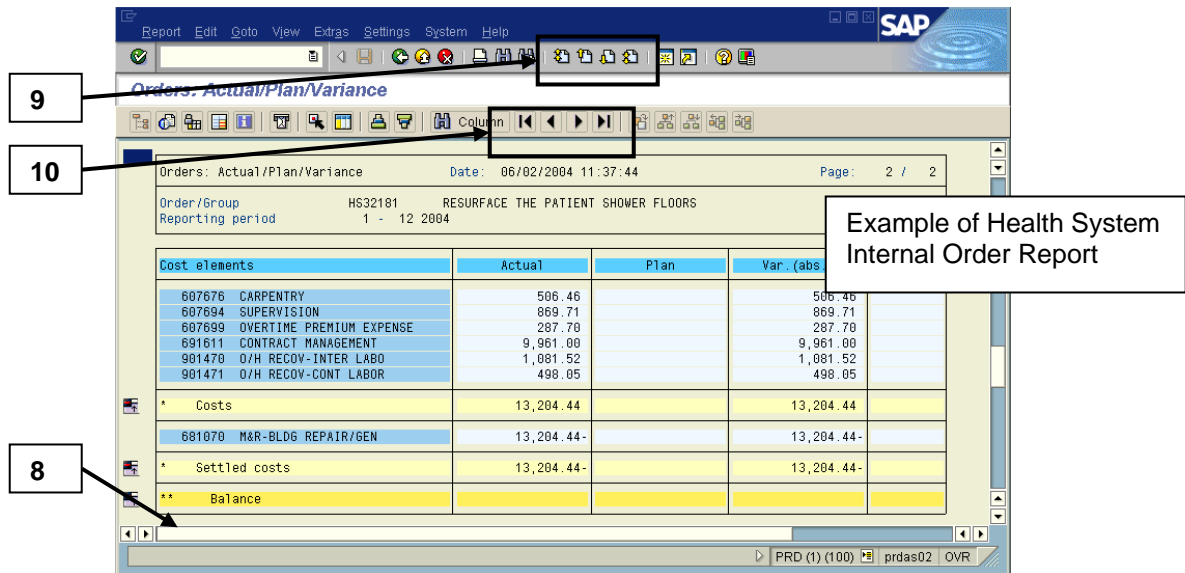 Report Edit Goto View Extras Settings System Help
SAP
9
Orders: Actual/Plan/Variance
Column
10
Orders: Actual/Plan/Variance Date: 06/02/2004 11:37:44 Page: 2 / 2
Order/Group HS32181 RESURFACE THE PATIENT SHOWER FLOORS
Reporting period 1 - 12 2004
Example of Health System
Internal Order Report
Cost elements Actual Plan Var.(abs.
607676 CARPENTRY 506.46 506.46
607694 SUPERVISION 869.71 869.71
607699 OVERTIME PREMIUM EXPENSE 287.70 287.70
691611 CONTRACT MANAGEMENT 9,961.00 9,961.00
901470 O/H RECOV-INTER LABO 1,081.52 1,081.52
901471 O/H RECOV-CONT LABOR 498.05 498.05
* Costs 13,204.44 13,204.44
681070 M&R-BLDG REPAIR/GEN 13,204.44- 13,204.44-
8
* Settled costs 13,204.44- 13,204.44-
** Balance
PRD (1) (100) prdas02 OVR